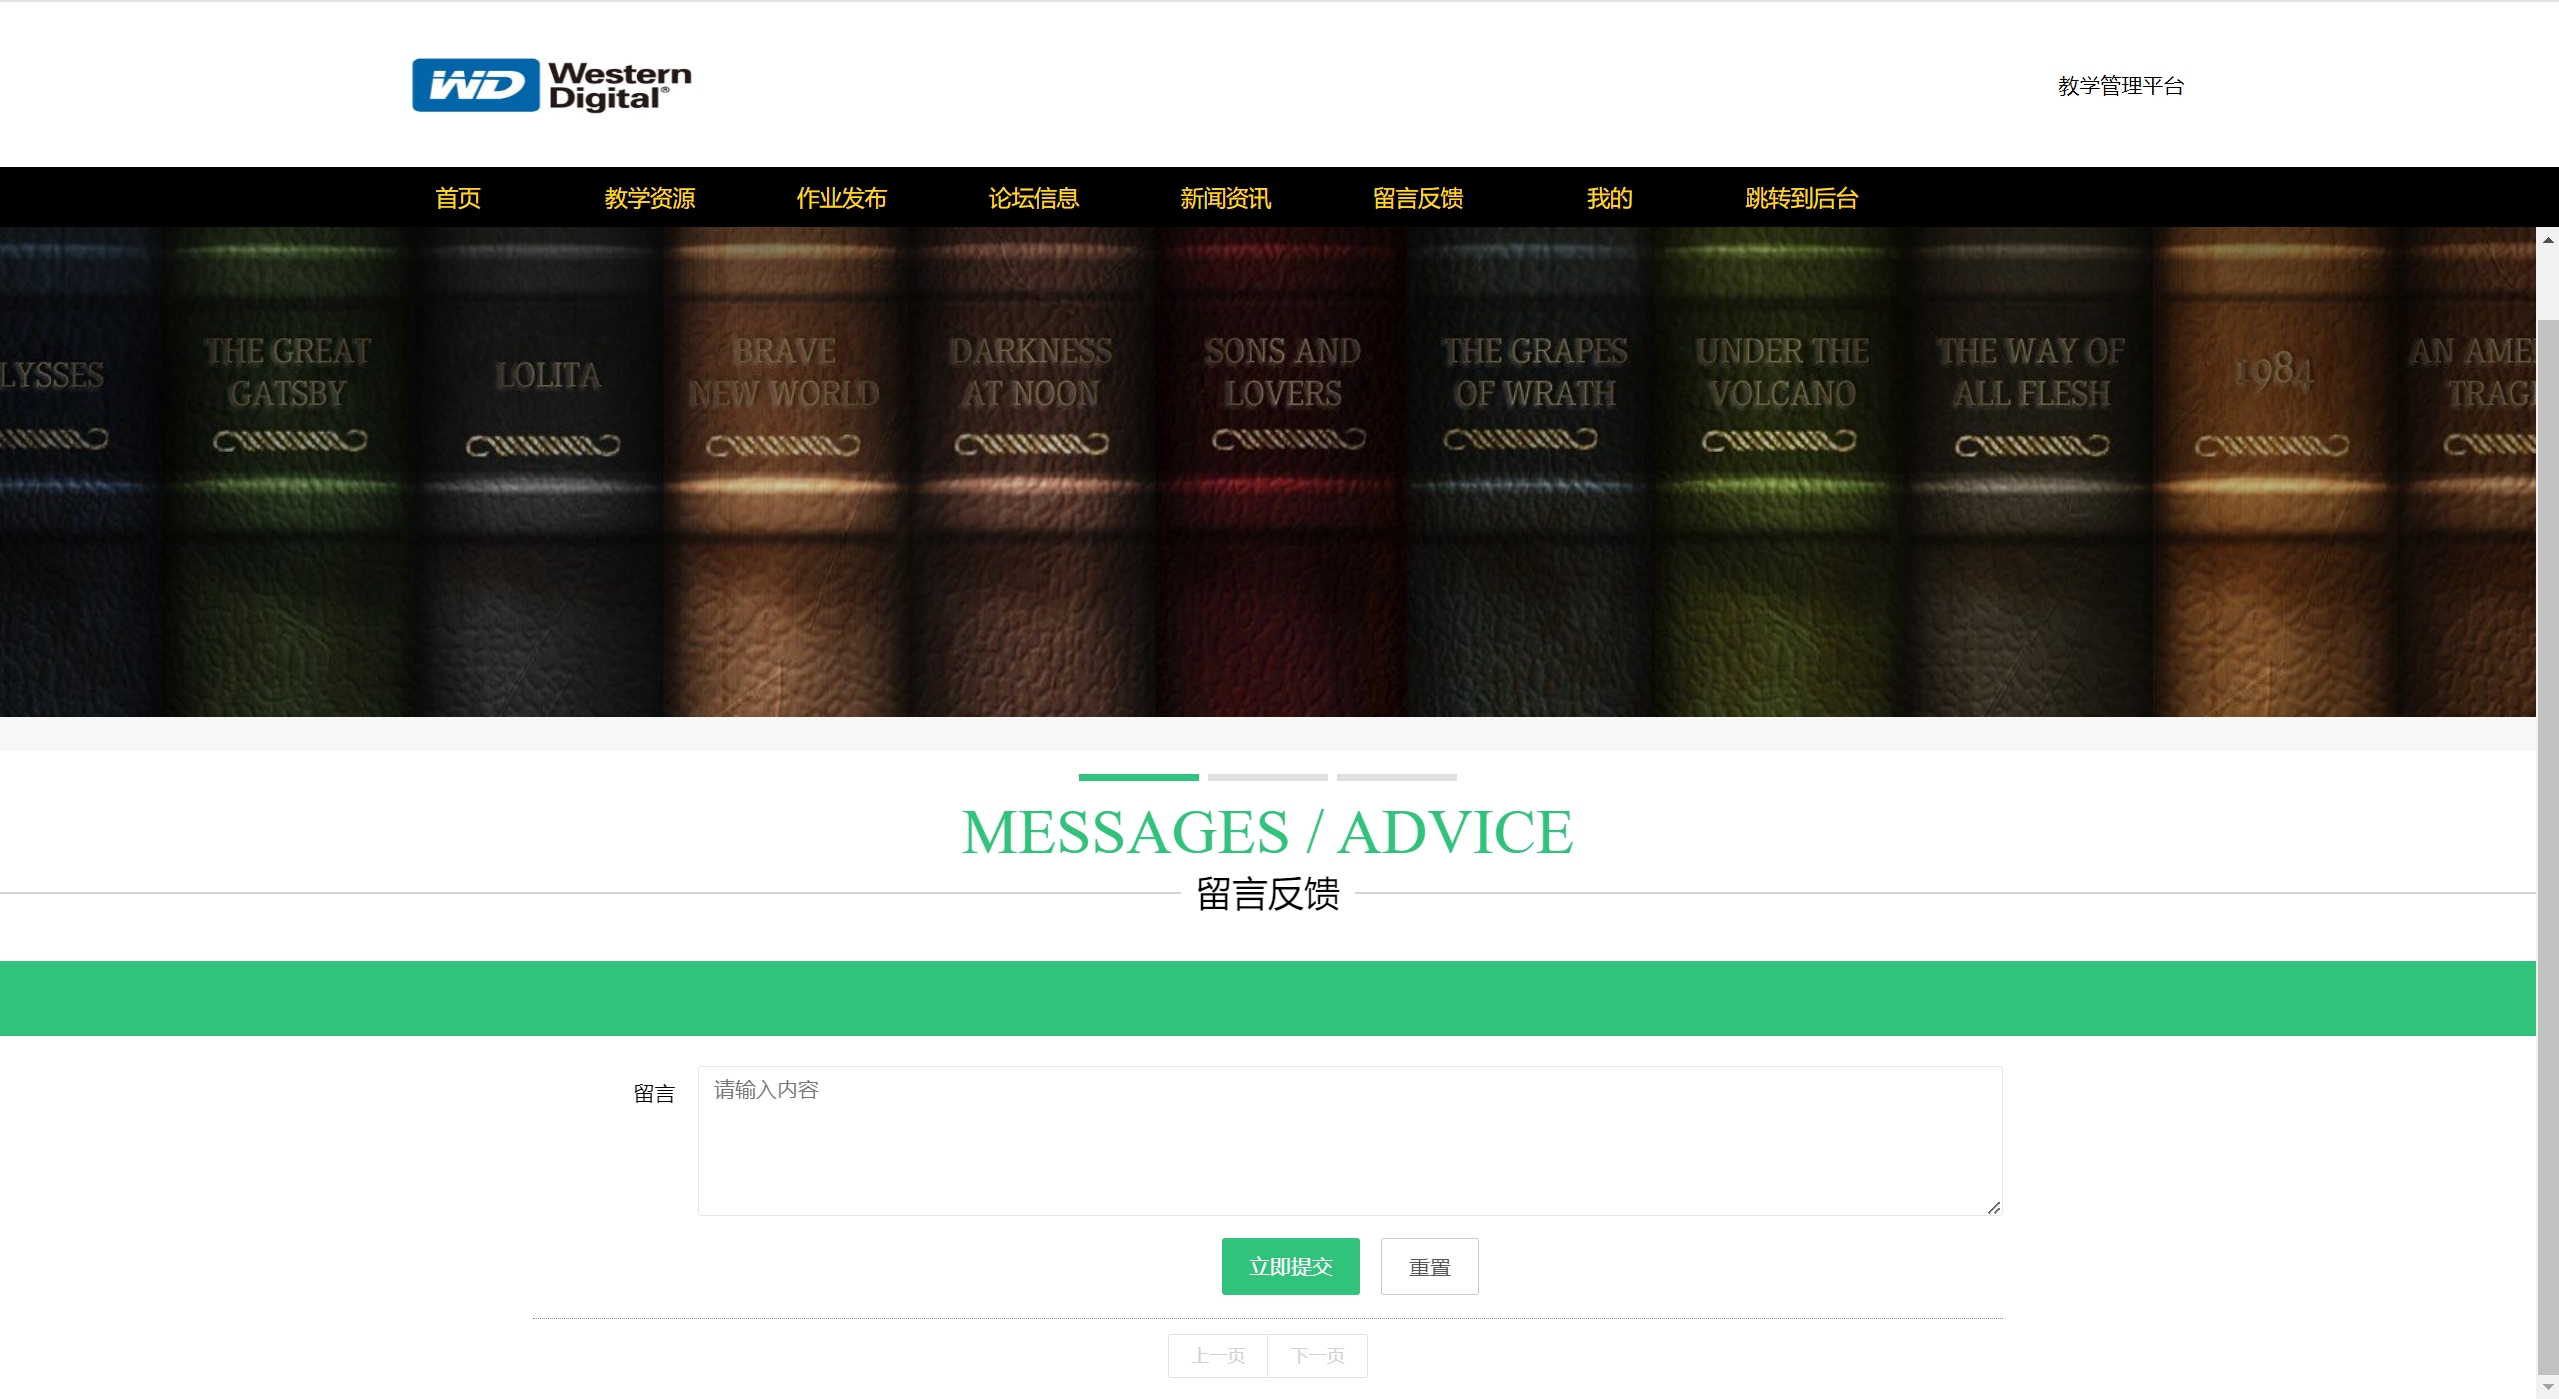 WD Western
Digital®
教学管理平台
首页 教学资源 作业发布 论坛信息 新闻资讯 留言反馈 我的 跳转到后台
LYSSES
THE GREAT
GATSBY
LOLITA
BRAVE
NEW WORLD
DARKNESS
AT NOON
SONS AND
LOVERS
THE GRAPES
OF WRATH
UNDER THE
VOLCANO
THE WAY OF
ALL FLESH
1984
AN AME
TRAG
MESSAGES / ADVICE
留言反馈
留言 请输入内容
立即提交 重置
上一页 下一页